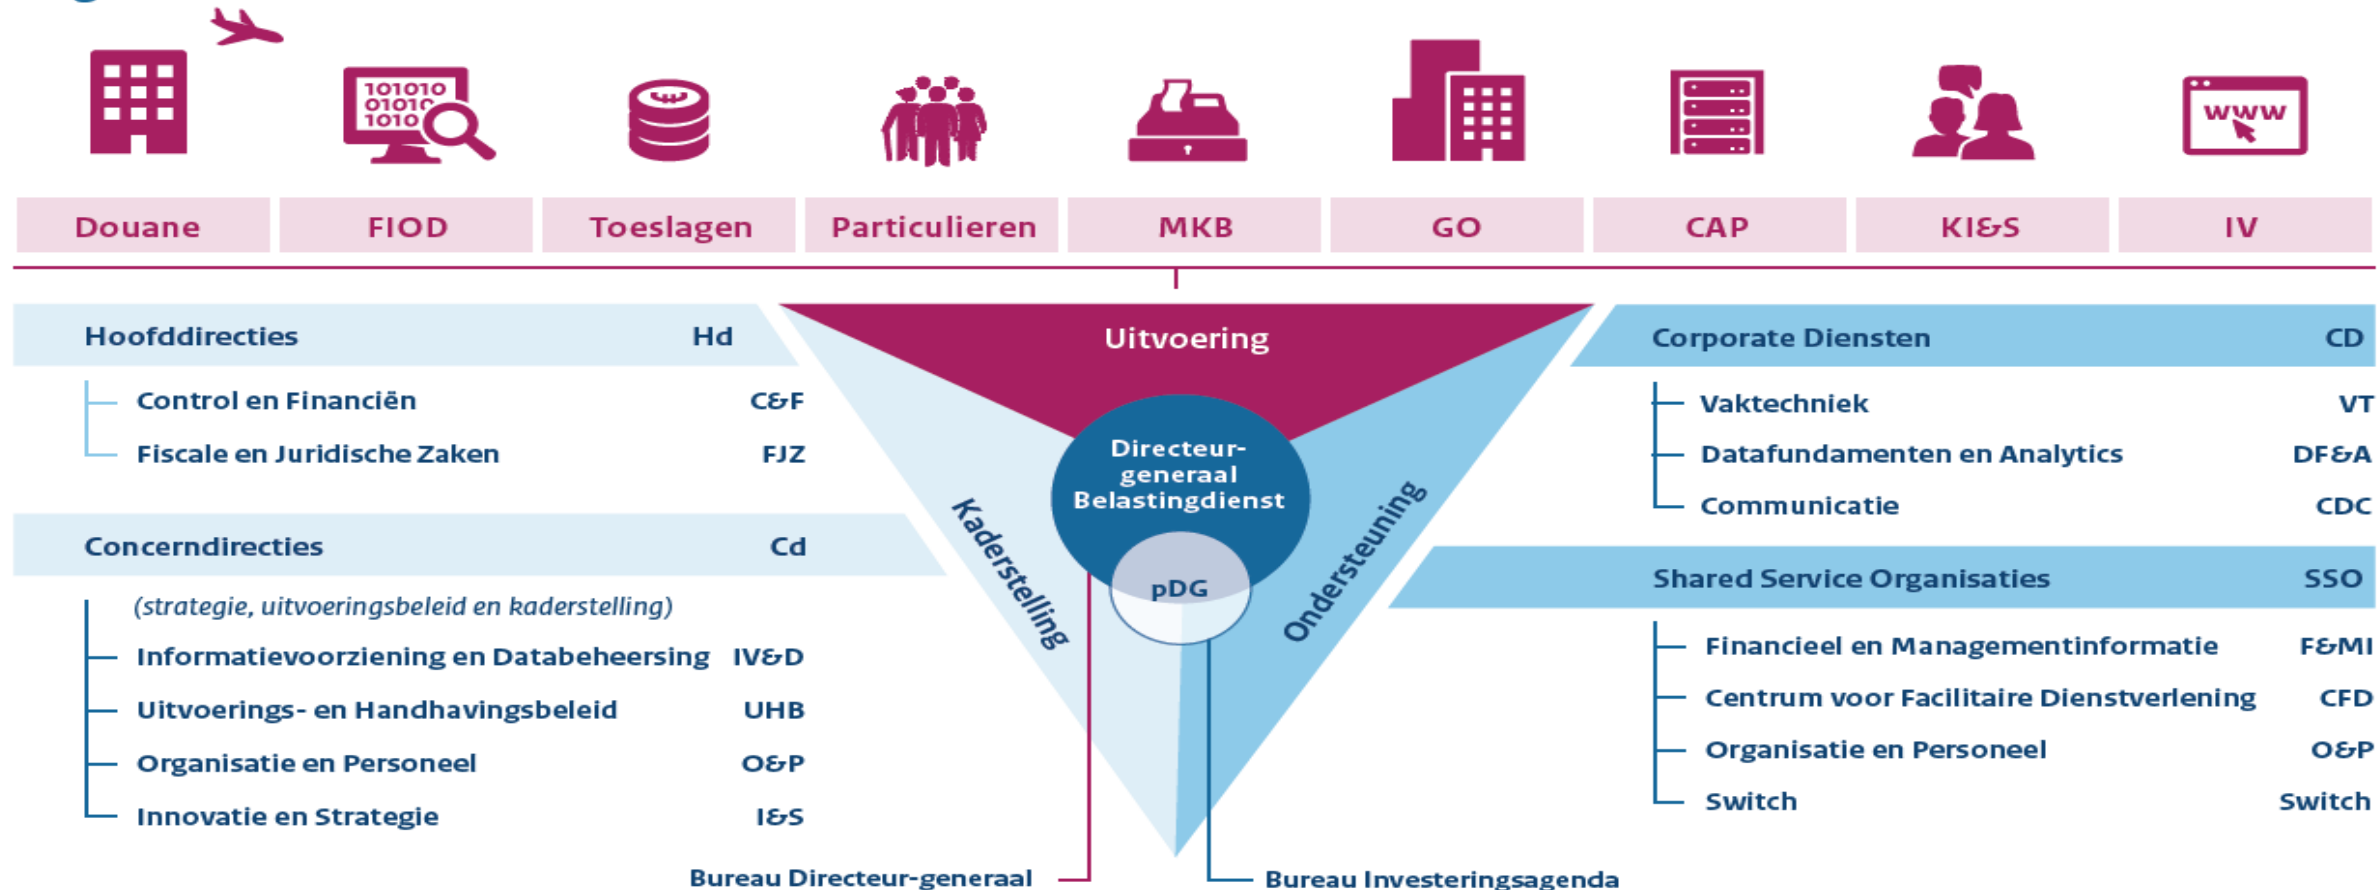 101010
01010
1010
www
Douane
FIOD
Toeslagen
Particulieren
MKB
GO
CAP
KI&S
IV
Hoofddirecties Hd
Control en Financiën C&F
Fiscale en Juridische Zaken FJZ
Concerndirecties Cd
(strategie, uitvoeringsbeleid en kaderstelling)
Informatievoorziening en Databeheersing IV&D
Uitvoerings- en Handhavingsbeleid UHB
Organisatie en Personeel O&P
Innovatie en Strategie I&S
Uitvoering
Directeur-
generaal
Belastingdienst
pDG
Kaderstelling
Ondersteuning
Bureau Directeur-generaal
Bureau Investeringsagenda
Corporate Diensten CD
Vaktechniek VT
Datafundamenten en Analytics DF&A
Communicatie CDC
Shared Service Organisaties SSO
Financieel en Managementinformatie F&MI
Centrum voor Facilitaire Dienstverlening CFD
Organisatie en Personeel O&P
Switch Switch